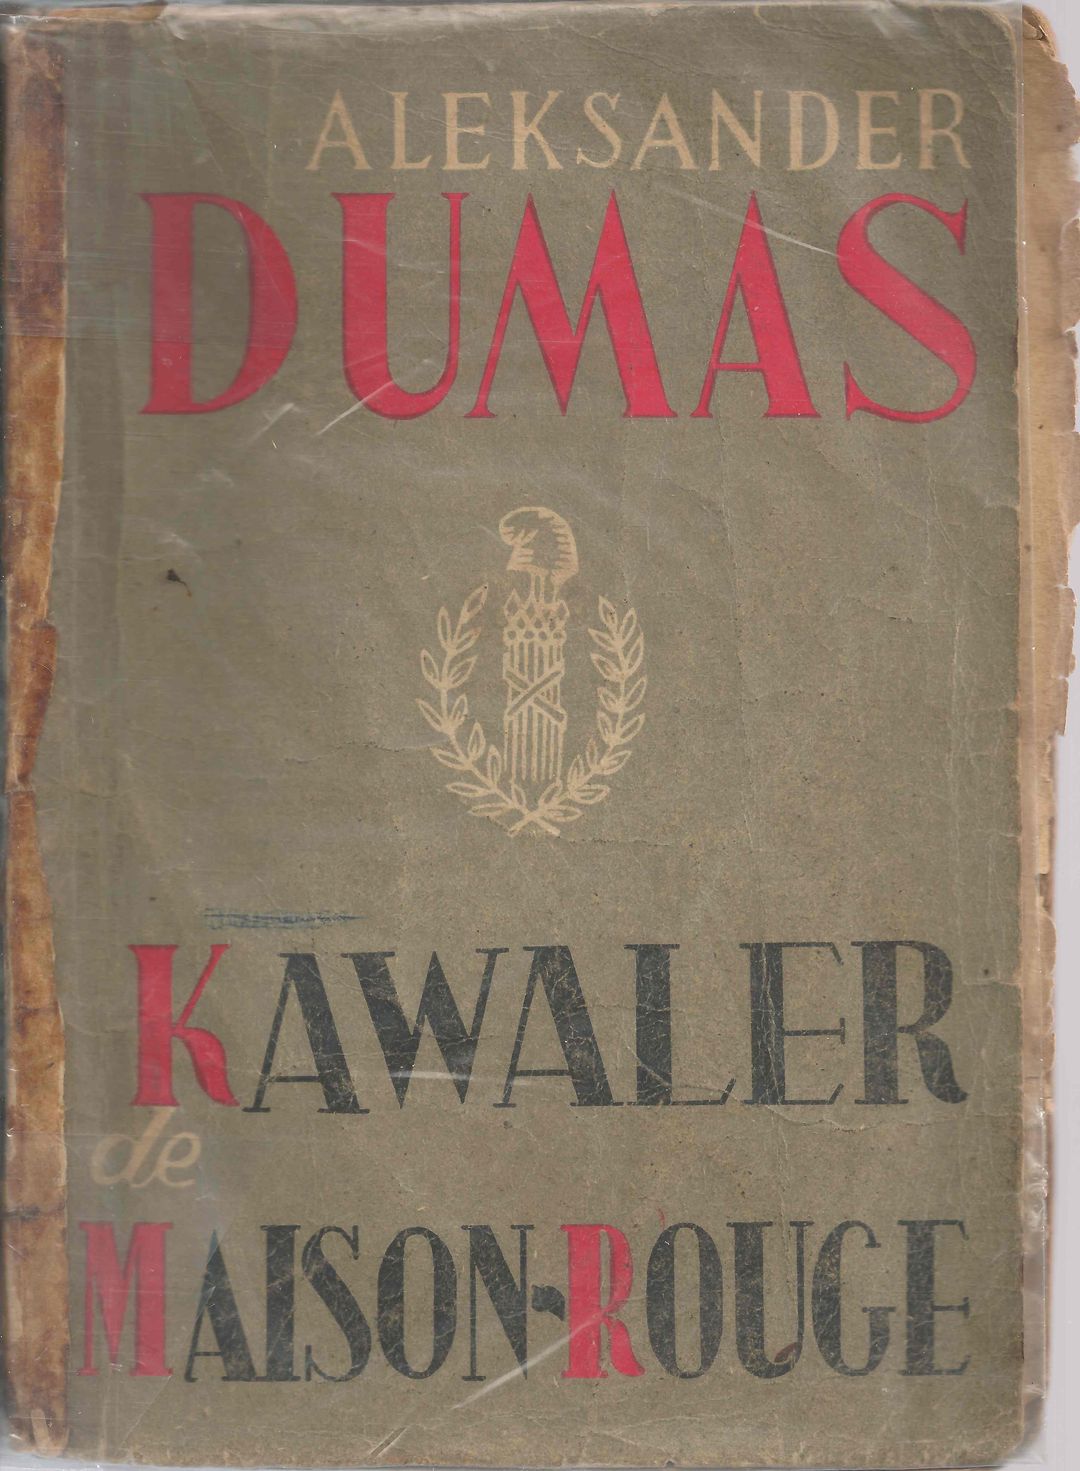 ALEKSANDER
DUMAS
KAWALER
de
MAISON-ROUGE